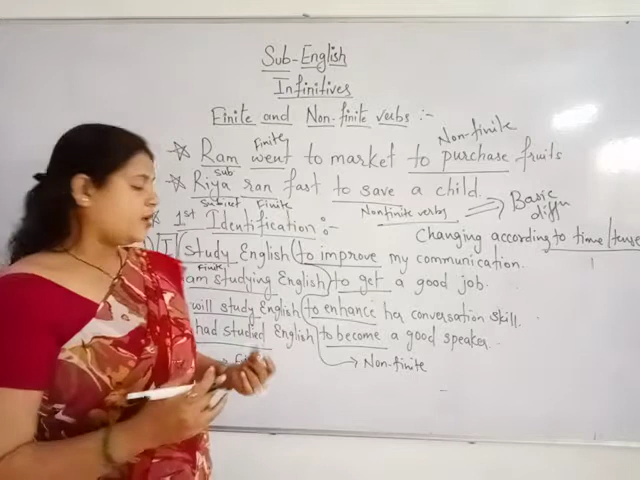 Sub-English
Infinitives
Finite and Non-finite verbs :-
Finite Non-finite
Ram went to market to purchase fruits
Sub
Riya ran fast to save a child.
Subject Finite Nonfinite verbs Basic diffn
1st Identification :- Changing according to time/tense
I study English to improve my communication.
Finite
am studying English to get a good job.
will study English to enhance her conversation skill.
had studied English to become a good speaker.
Non-finite